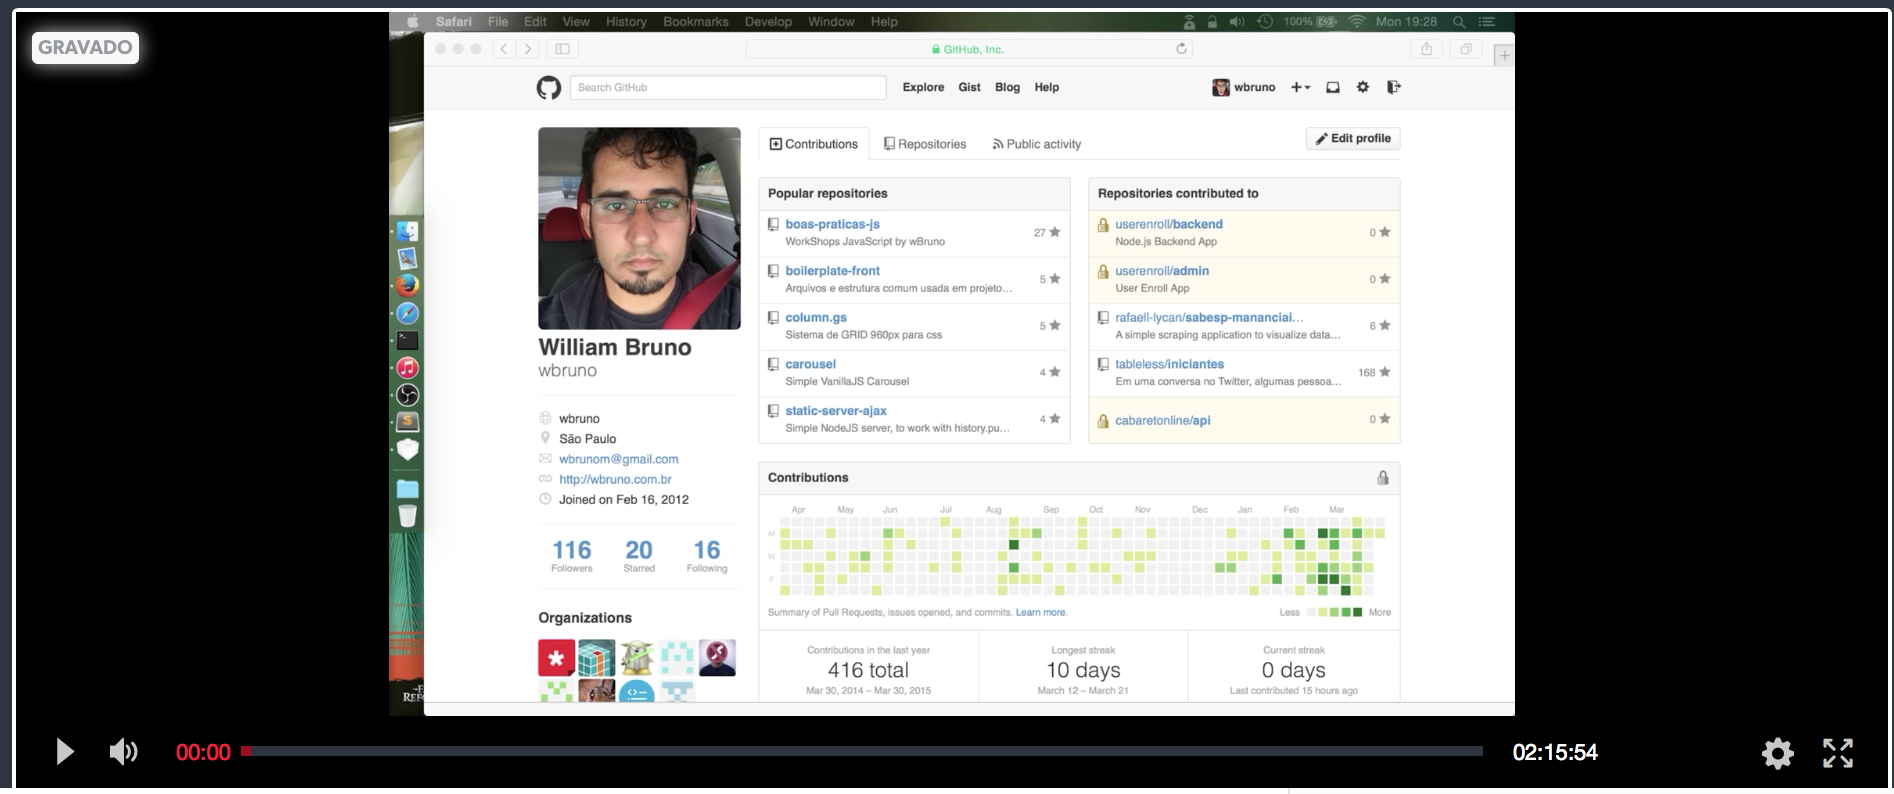 GRAVADO
Safari File Edit View History Bookmarks Develop Window Help 100% Mon 19:28
GitHub, Inc.
Search GitHub Explore Gist Blog Help wbruno
Contributions Repositories Public activity Edit profile
Popular repositories
boas-praticas-js
WorkShops JavaScript by wBruno
27
boilerplate-front
Arquivos e estrutura comum usada em projeto...
5
column.gs
Sistema de GRID 960px para css
5
carousel
Simple VanillaJS Carousel
4
static-server-ajax
Simple NodeJS server, to work with history.pu...
4
Repositories contributed to
userenroll/backend
Node.js Backend App
0
userenroll/admin
User Enroll App
0
rafaell-lycan/sabesp-mananciai...
A simple scraping application to visualize data...
6
tableless/iniciantes
Em uma conversa no Twitter, algumas pessoa...
168
cabaretonline/api
0
William Bruno
wbruno
wbruno
São Paulo
wbrunom@gmail.com
http://wbruno.com.br
Joined on Feb 16, 2012
116 20 16
Followers Starred Following
Organizations
Contributions
Apr May Jun Jul Aug Sep Oct Nov Dec Jan Feb Mar
M
W
F
Summary of Pull Requests, issues opened, and commits. Learn more. Less More
Contributions in the last year
416 total
Mar 30, 2014 – Mar 30, 2015
Longest streak
10 days
March 12 – March 21
Current streak
0 days
Last contributed 15 hours ago
00:00 02:15:54